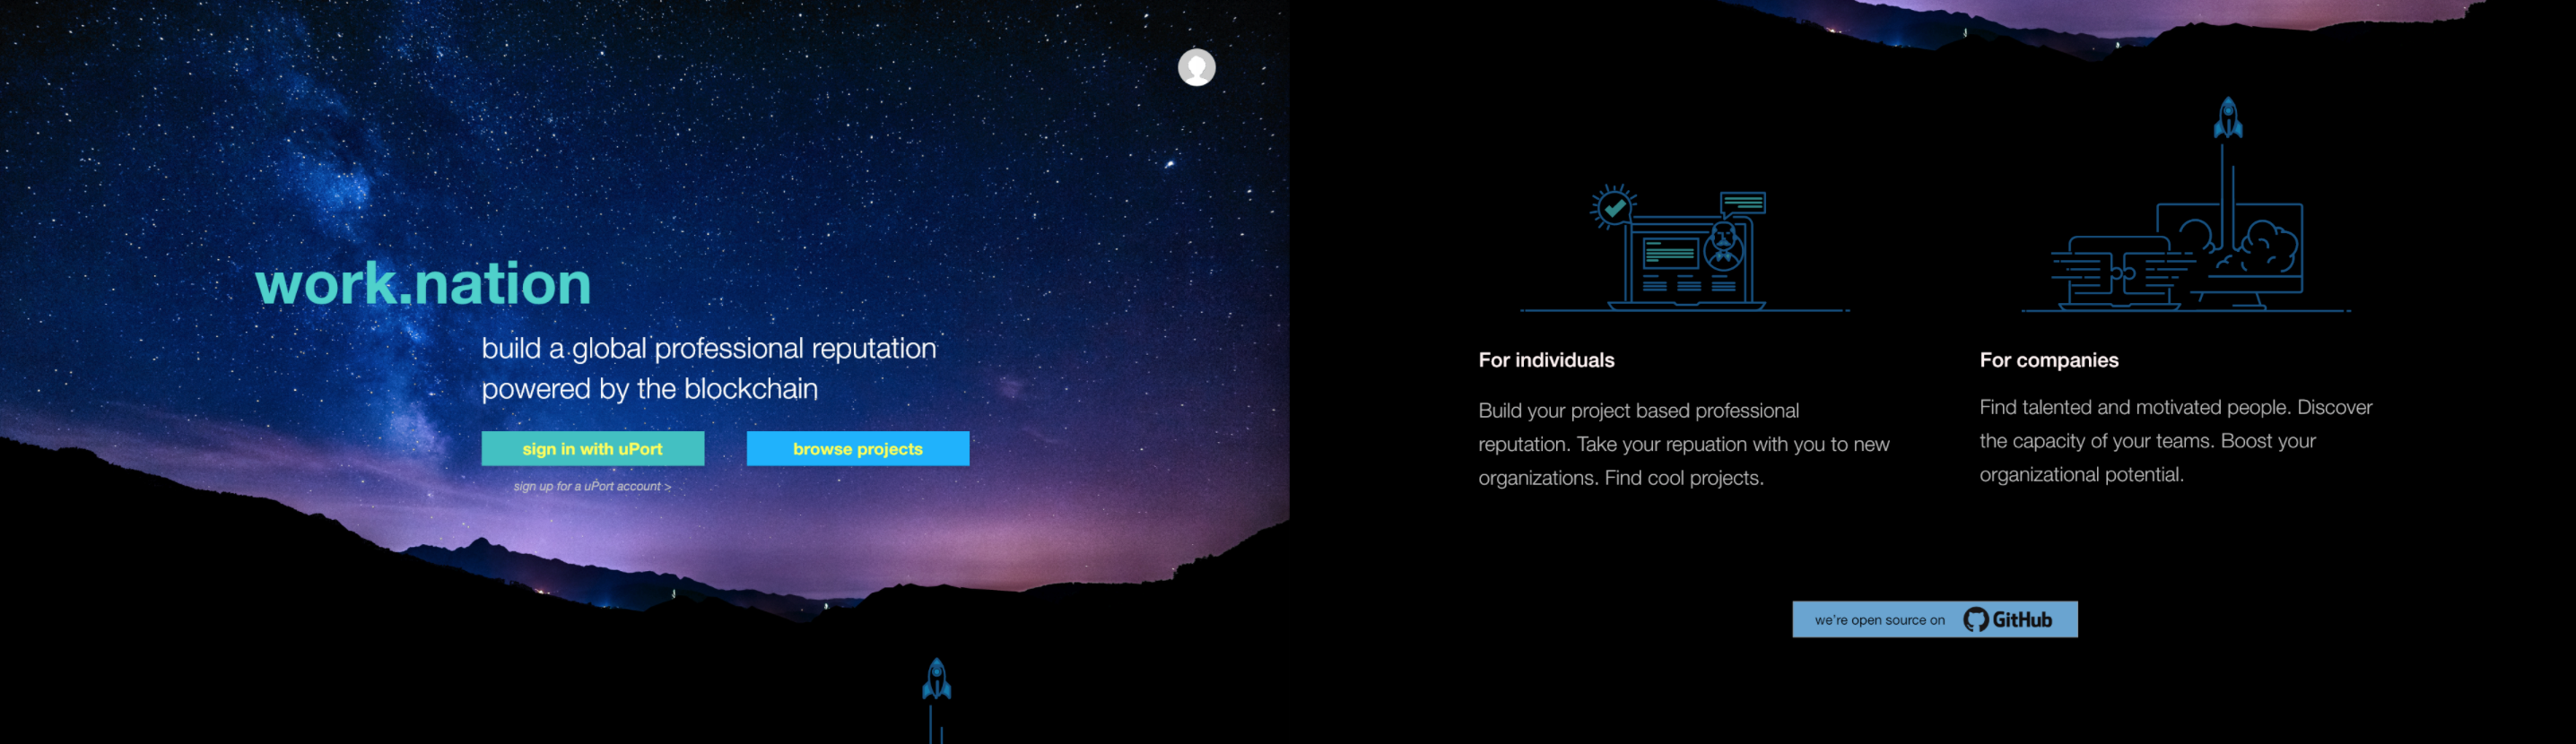 work.nation
build a global professional reputation
powered by the blockchain
sign in with uPort
browse projects
sign up for a uPort account >
For individuals
Build your project based professional
reputation. Take your repuation with you to new
organizations. Find cool projects.
For companies
Find talented and motivated people. Discover
the capacity of your teams. Boost your
organizational potential.
we're open source on GitHub